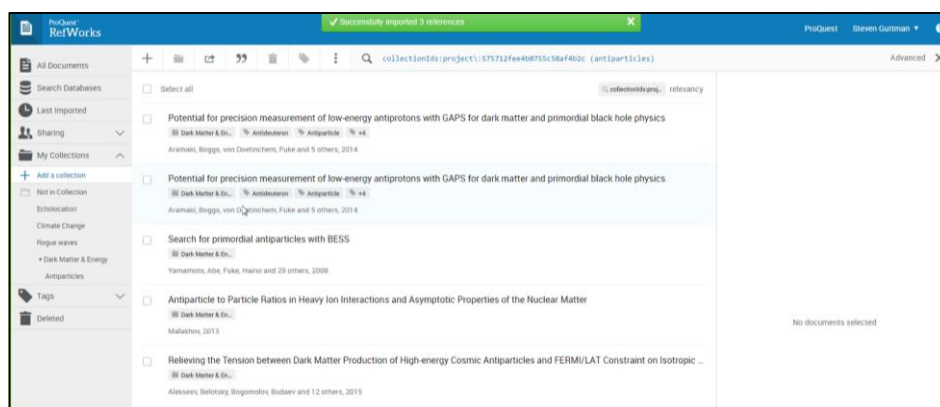 ProQuest
RefWorks
✓ Successfully imported 3 references
ProQuest Steven Guttman
collectionIds:project\:575712fee4b0755c58af4b2c (antiparticles)
Advanced
All Documents
Search Databases
Last Imported
Sharing
My Collections
Add a collection
Not in Collection
Echolocation
Climate Change
Rogue waves
Dark Matter & Energy
Antiparticles
Tags
Deleted
Select all
collectionIds:proj.. relevancy
Potential for precision measurement of low-energy antiprotons with GAPS for dark matter and primordial black hole physics
Dark Matter & En.. Antideuteron Antiparticle +4
Aramaki, Boggs, von Doetinchem, Fuke and 5 others, 2014
Potential for precision measurement of low-energy antiprotons with GAPS for dark matter and primordial black hole physics
Dark Matter & En.. Antideuteron Antiparticle +4
Aramaki, Boggs, von Doetinchem, Fuke and 5 others, 2014
Search for primordial antiparticles with BESS
Dark Matter & En..
Yamamoto, Abe, Fuke, Haino and 29 others, 2008
Antiparticle to Particle Ratios in Heavy Ion Interactions and Asymptotic Properties of the Nuclear Matter
Dark Matter & En..
Malakhov, 2013
Relieving the Tension between Dark Matter Production of High-energy Cosmic Antiparticles and FERMI/LAT Constraint on Isotropic ...
Dark Matter & En..
Alekseev, Belotsky, Bogomolov, Budaev and 12 others, 2015
No documents selected